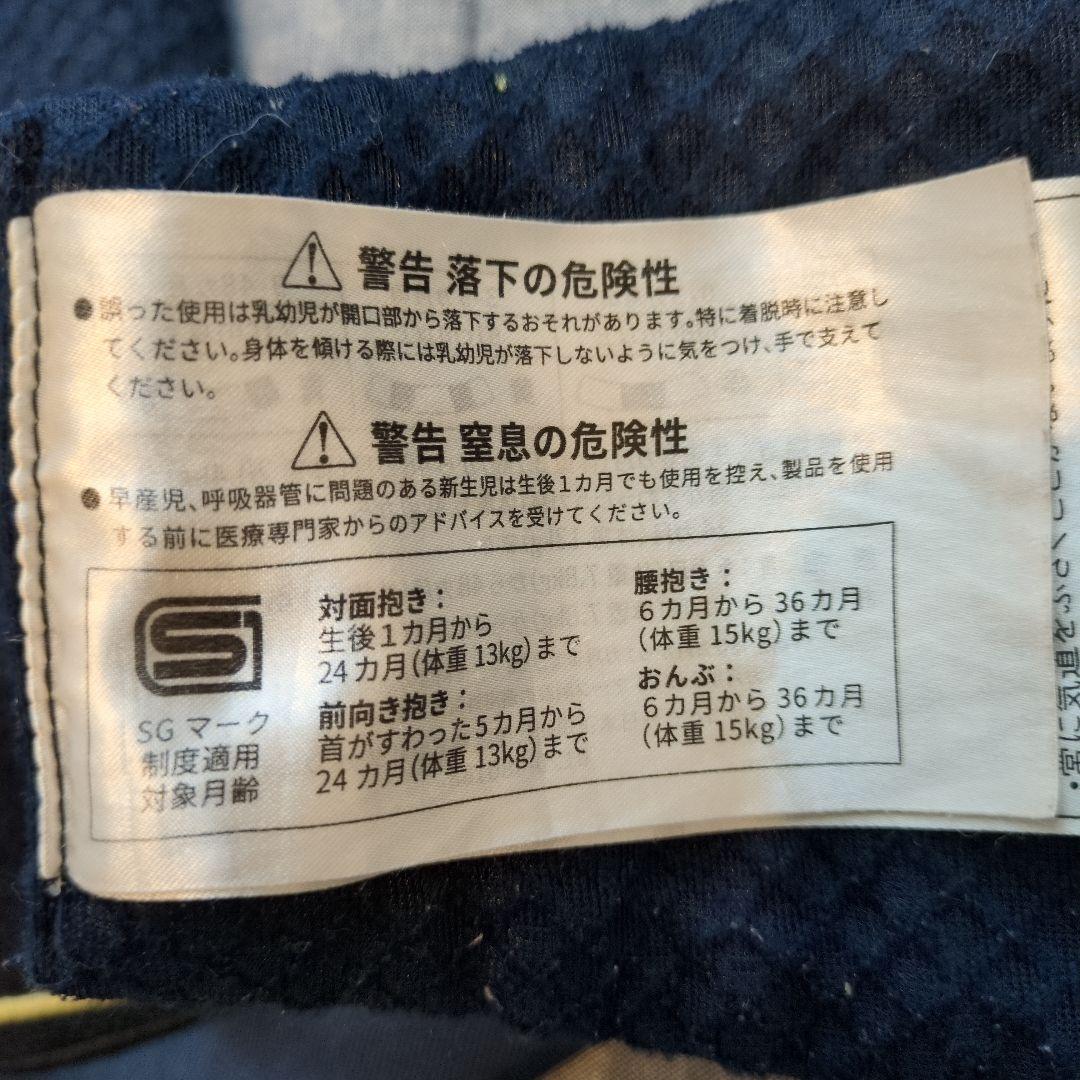 警告 落下の危険性
●誤った使用は乳幼児が開口部から落下するおそれがあります。特に着脱時に注意し
てください。身体を傾ける際には乳幼児が落下しないように気をつけ、手で支えて
ください。
警告 窒息の危険性
●早産児、呼吸器管に問題のある新生児は生後1カ月でも使用を控え、製品を使用
する前に医療専門家からのアドバイスを受けてください。
SG マーク
制度適用
対象月齢
対面抱き：
生後1カ月から
24カ月(体重13kg)まで
前向き抱き：
首がすわった5カ月から
24カ月(体重13kg)まで
腰抱き：
6カ月から 36カ月
(体重 15kg)まで
おんぶ：
6カ月から 36カ月
(体重 15kg)まで